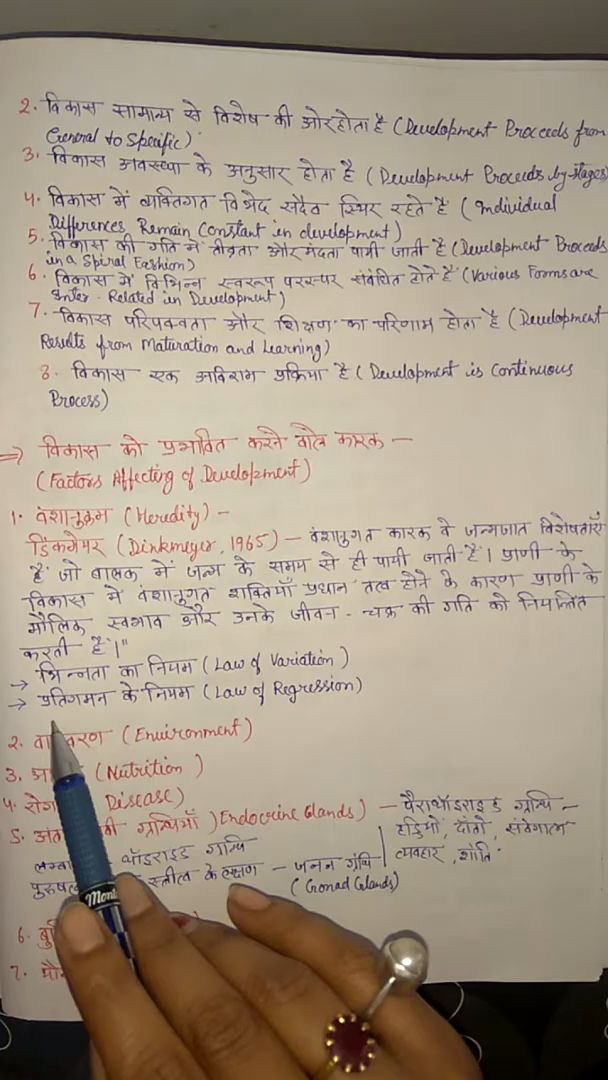 2. विकास सामान्य से विशेष की ओर होता है (Development Proceeds from
General to Specific)
3. विकास अवस्था के अनुसार होता है (Development Proceeds by stages)
4. विकास में व्यक्तिगत विभेद सदैव स्थिर रहते है (Individual
Differences Remain Constant in development)
5. विकास की गति में तीव्रता और मंदता पायी जाती है (Development Proceeds
in a Spiral Fashion)
6. विकास में विभिन्न स्वरूप परस्पर संबंधित होते है (Various Forms are
Inter-Related in Development)
7. विकास परिपक्वता और शिक्षण का परिणाम होता है (Development
Results from Maturation and Learning)
8. विकास एक अविराम प्रक्रिया है (Development is Continuous
Process)
⇒ विकास को प्रभावित करने वाले कारक —
(Factors Affecting of Development)
1. वंशानुक्रम (Heredity) -
डिंकमेयर (Dinkmeyer, 1965) — वंशानुगत कारक वे जन्मजात विशेषताएँ
हैं जो बालक में जन्म के समय से ही पायी जाती है। प्राणी के
विकास में वंशानुगत शक्तियाँ प्रधान तत्व होने के कारण प्राणी के
मौलिक स्वभाव और उनके जीवन-चक्र की गति को नियन्त्रित
करती हैं।"
→ भिन्नता का नियम (Law of Variation)
→ प्रतिगमन के नियम (Law of Regression)
2. (Environment)
3. (Nutrition)
4. रोग Disease)
5. ग्रन्थियाँ) Endocrine Glands) — पैराथॉइराइड ग्रन्थि —
हड्डियों, दाँतों, संवेगात्मक
व्यवहार, शांति
थॉइराइड ग्रन्थि
स्त्रीत्व के लक्षण — जनन ग्रंथि
(Gonad Glands)
6.
7.